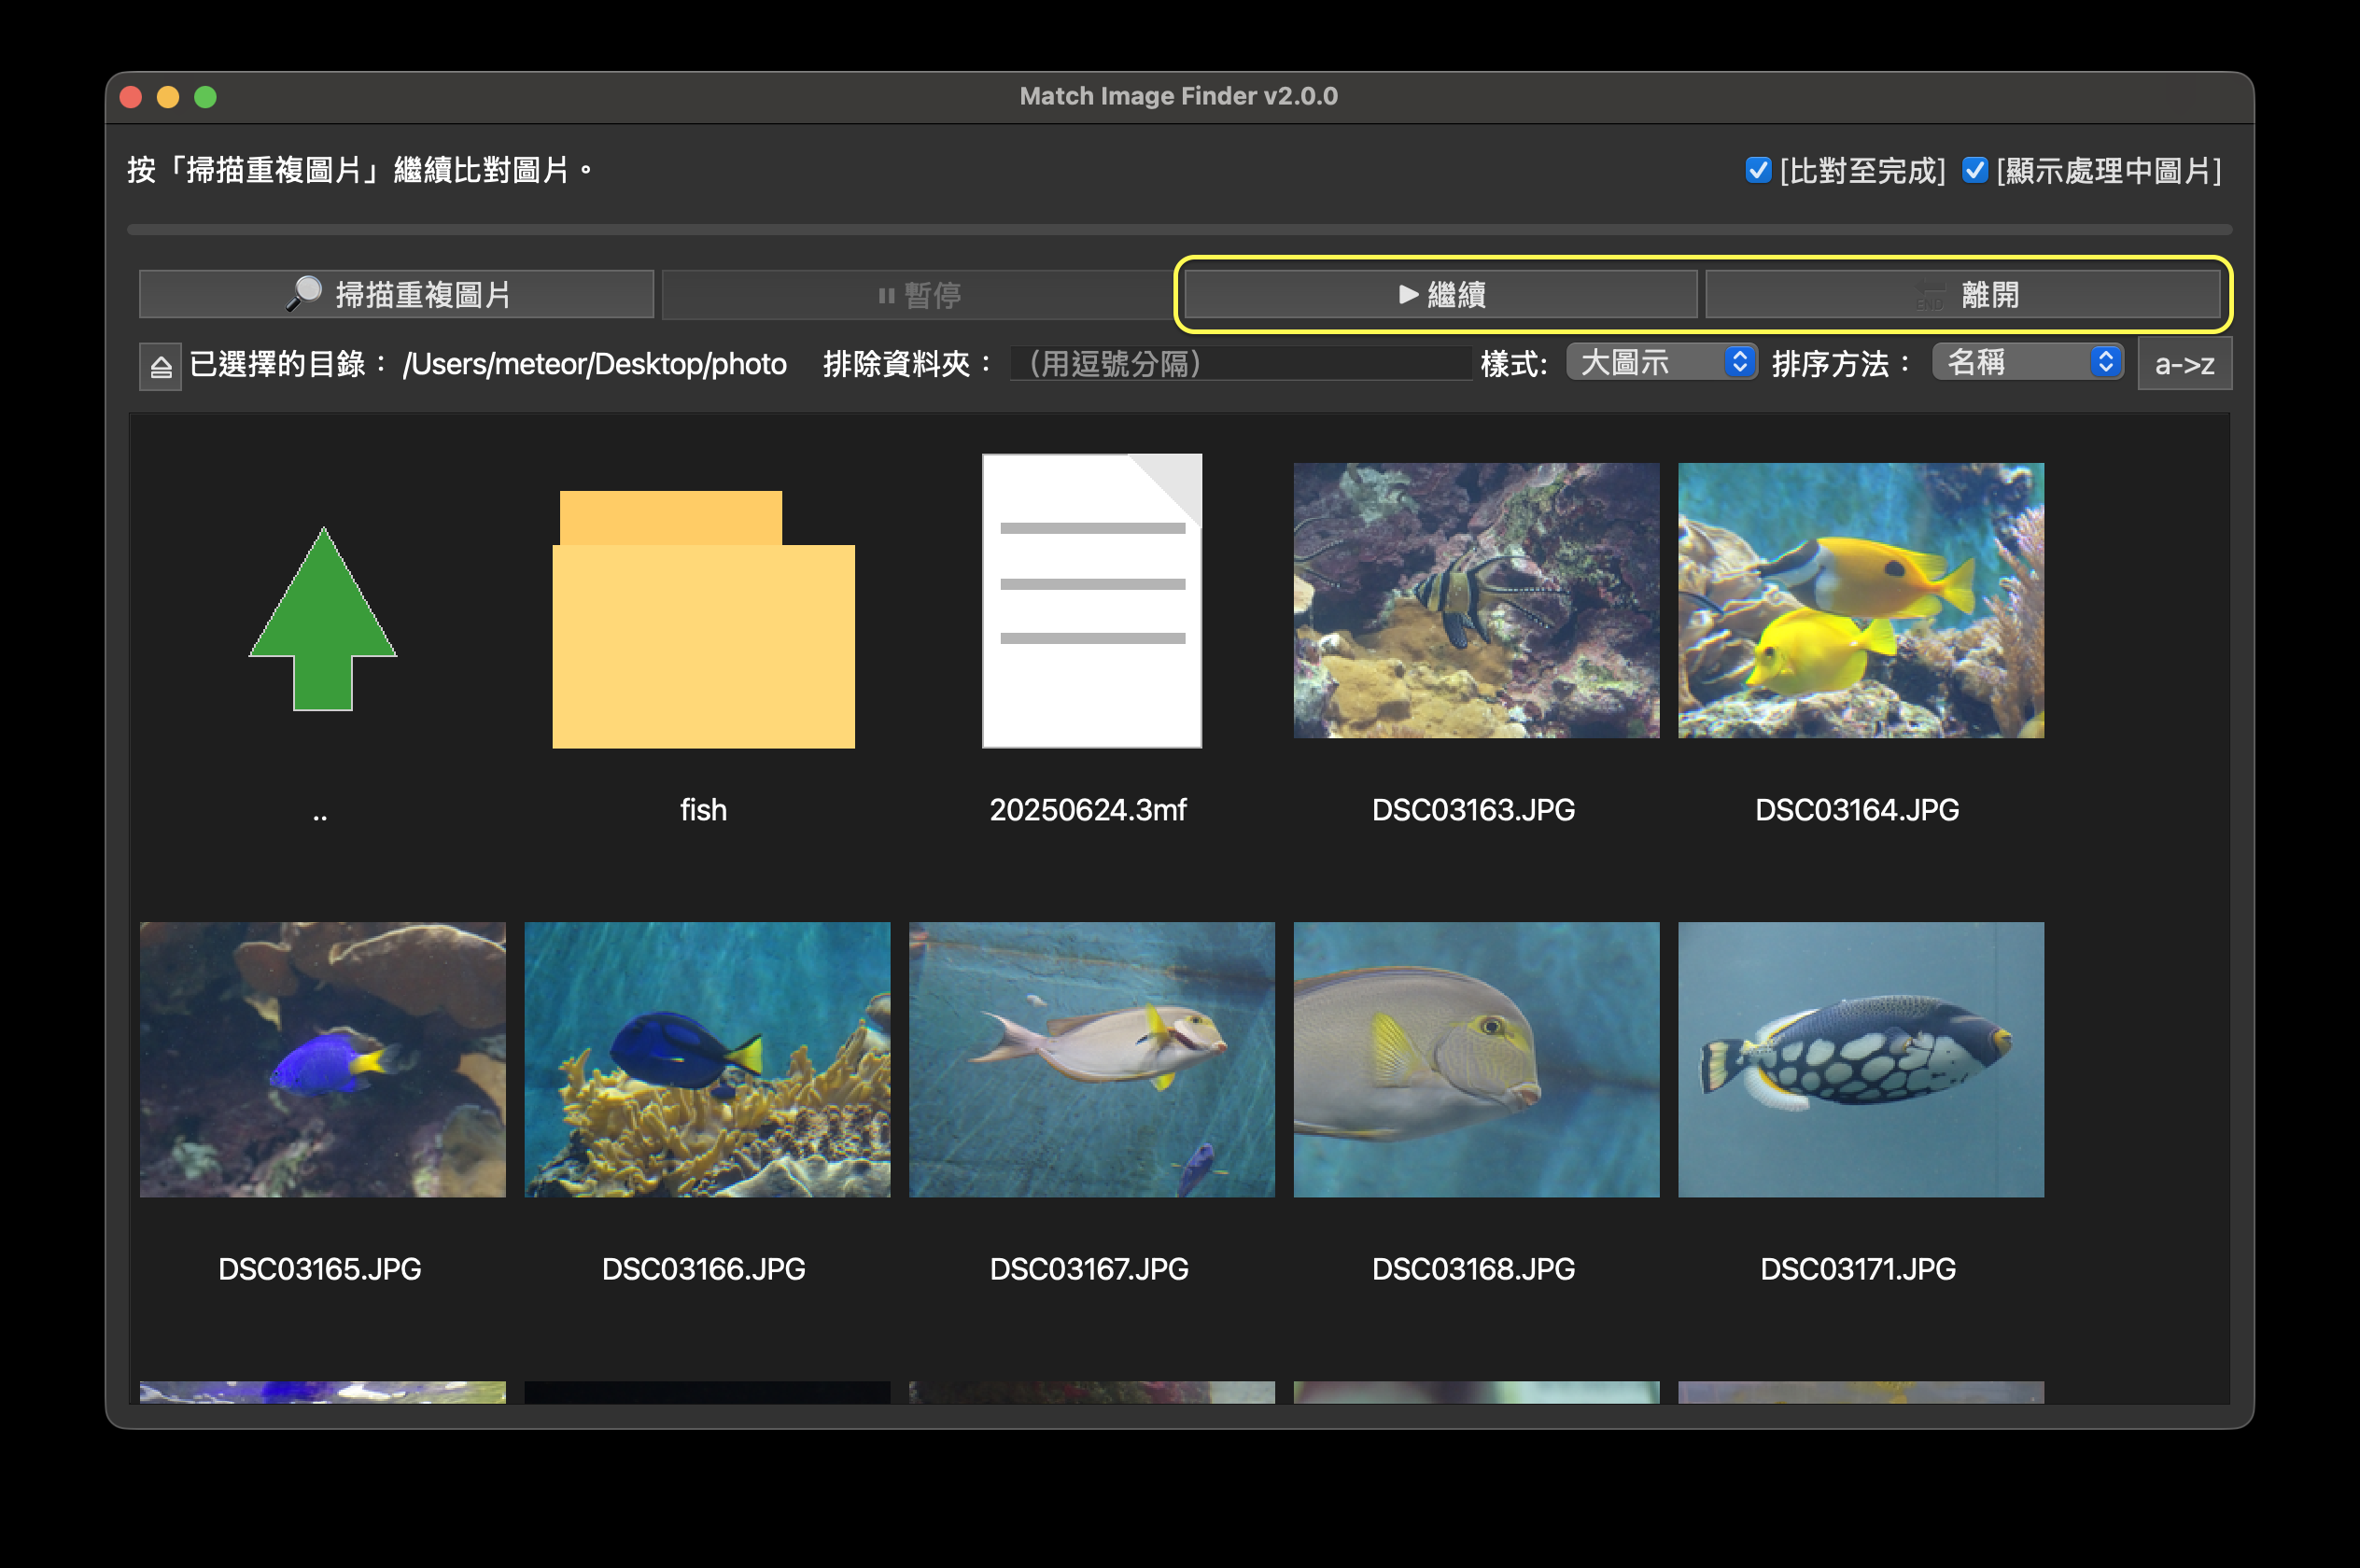 Match Image Finder v2.0.0
按「掃描重複圖片」繼續比對圖片。 [比對至完成] [顯示處理中圖片]
掃描重複圖片 暫停 繼續 END 離開
已選擇的目錄： /Users/meteor/Desktop/photo 排除資料夾： （用逗號分隔） 樣式: 大圖示 排序方法： 名稱 a->z
.. fish 20250624.3mf DSC03163.JPG DSC03164.JPG
DSC03165.JPG DSC03166.JPG DSC03167.JPG DSC03168.JPG DSC03171.JPG